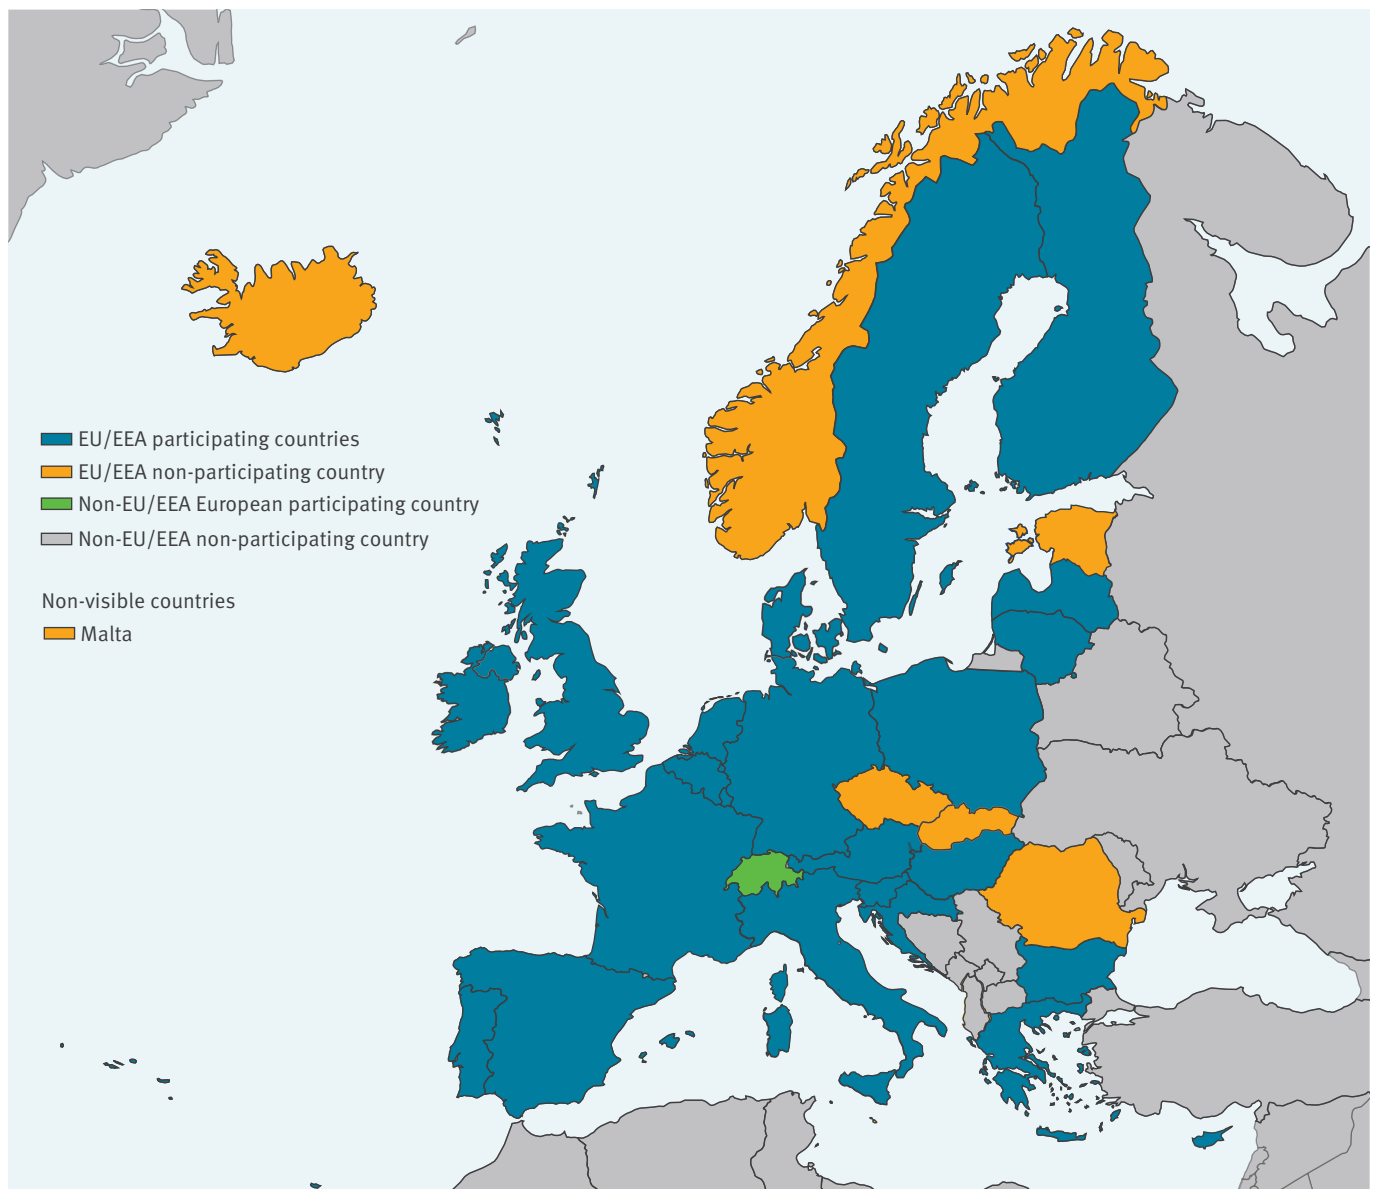 EU/EEA participating countries
EU/EEA non-participating country
Non-EU/EEA European participating country
Non-EU/EEA non-participating country
Non-visible countries
Malta